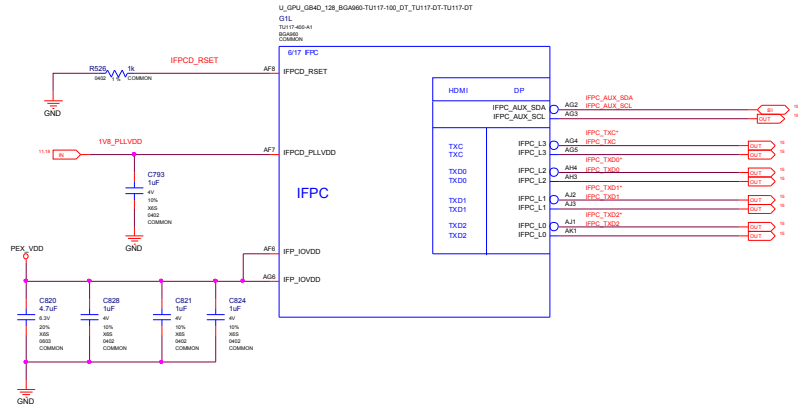 U_GPU_GB4D_128_BGA960-TU117-100_DT_TU117-DT-TU117-DT
G1L
TU117-400-A1
BGA960
COMMON
6/17 IFPC
IFPCD_RSET
R526 1k
0402 1% COMMON
GND
AF8 IFPCD_RSET
HDMI DP
IFPC_AUX_SDA AG2 IFPC_AUX_SDA
IFPC_AUX_SCL AG3 IFPC_AUX_SCL
BI
OUT
1V8_PLLVDD
IN
AF7 IFPCD_PLLVDD
TXC IFPC_L3 AG4 IFPC_TXC* OUT
TXC IFPC_L3 AG5 IFPC_TXC OUT
TXD0 IFPC_L2 AH4 IFPC_TXD0* OUT
TXD0 IFPC_L2 AH3 IFPC_TXD0 OUT
TXD1 IFPC_L1 AJ2 IFPC_TXD1* OUT
TXD1 IFPC_L1 AJ3 IFPC_TXD1 OUT
TXD2 IFPC_L0 AJ1 IFPC_TXD2* OUT
TXD2 IFPC_L0 AK1 IFPC_TXD2 OUT
C793
1uF
4V
10%
X6S
0402
COMMON
GND
IFPC
PEX_VDD
AF6 IFP_IOVDD
AG6 IFP_IOVDD
C820
4.7uF
6.3V
20%
X6S
0603
COMMON
C828
1uF
4V
10%
X6S
0402
COMMON
C821
1uF
4V
10%
X6S
0402
COMMON
C824
1uF
4V
10%
X6S
0402
COMMON
GND